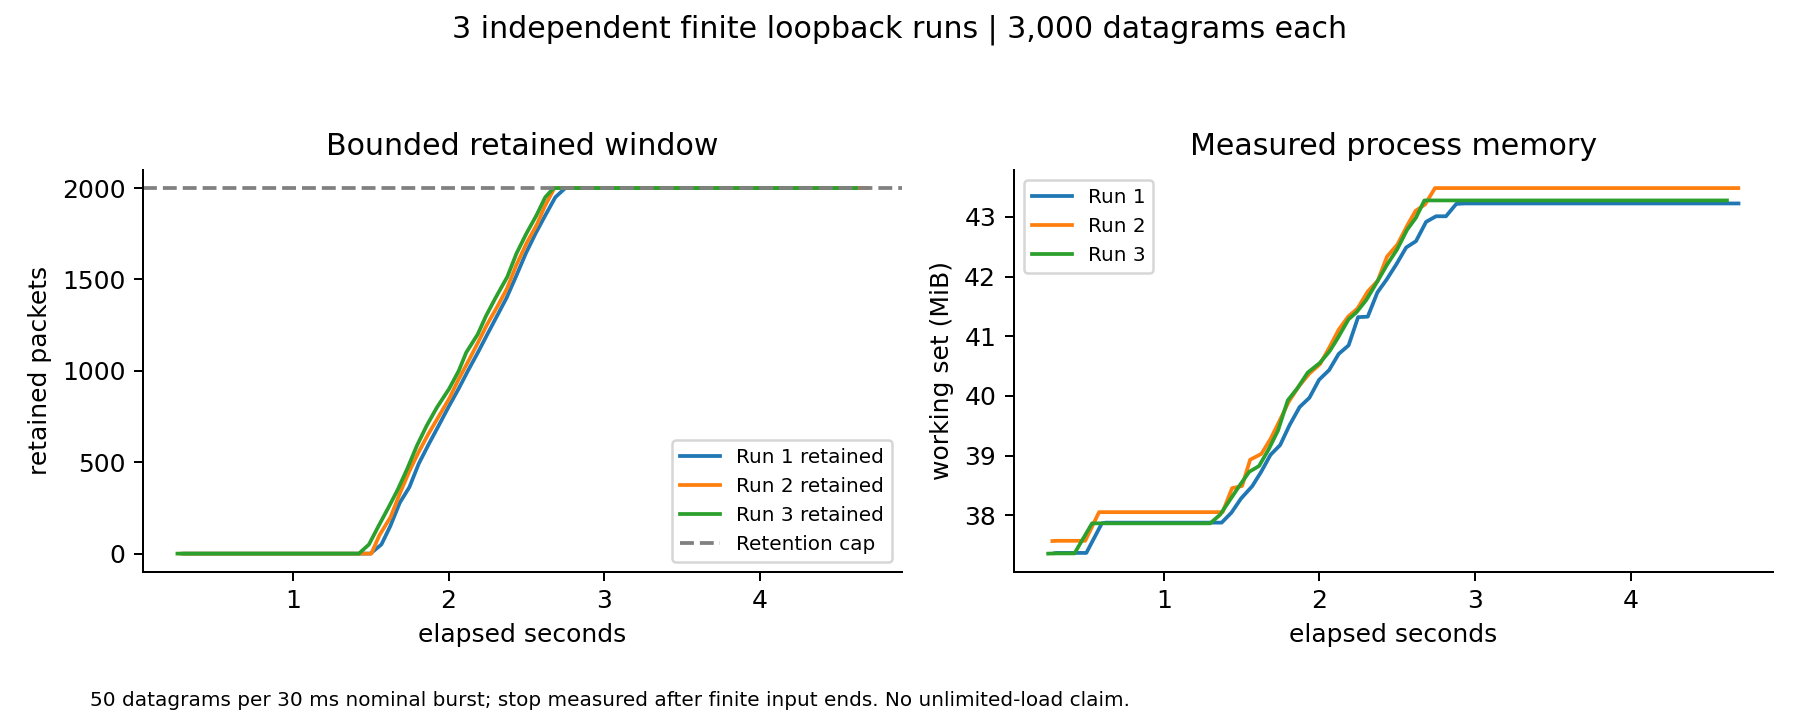 3 independent finite loopback runs | 3,000 datagrams each
Bounded retained window
retained packets
2000
1500
1000
500
0
Run 1 retained
Run 2 retained
Run 3 retained
Retention cap
1 2 3 4
elapsed seconds
Measured process memory
working set (MiB)
43
42
41
40
39
38
Run 1
Run 2
Run 3
1 2 3 4
elapsed seconds
50 datagrams per 30 ms nominal burst; stop measured after finite input ends. No unlimited-load claim.